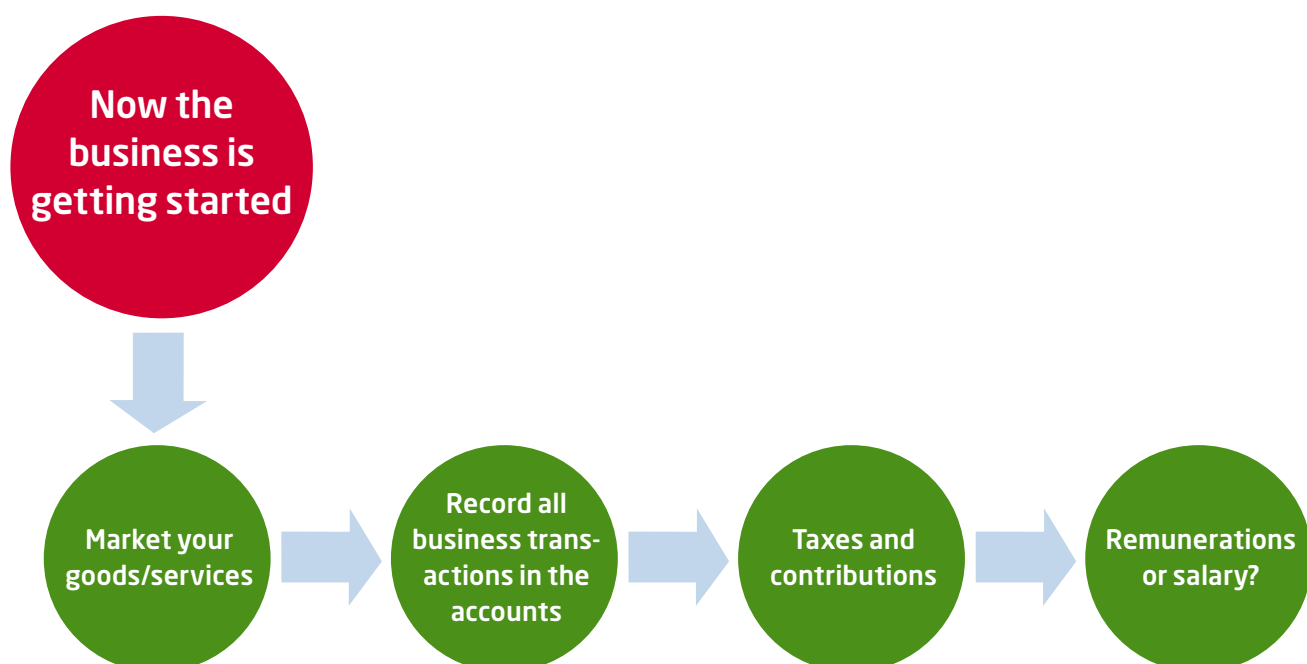 Now the
business is
getting started
Market your
goods/services
Record all
business trans-
actions in the
accounts
Taxes and
contributions
Remunerations
or salary?